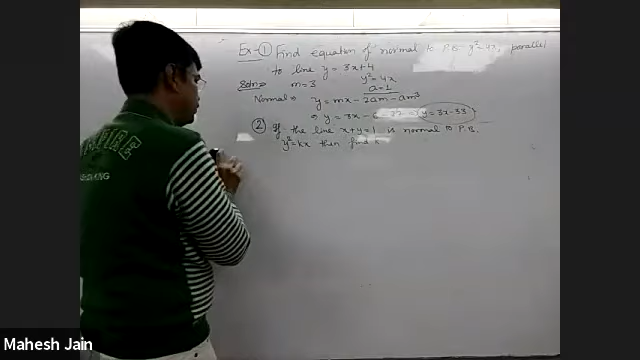 Ex-① Find equation of normal to P.B. y²=4x, parallel
to line y = 3x+4
Soln⇒ m=3 y²=4x
a=1
Normal ⇒ y = mx - 2am - am³
⇒ y = 3x - y = 3x-33
② If the line x+y=1 is normal to P.B.
y²=kx then find k
Mahesh Jain